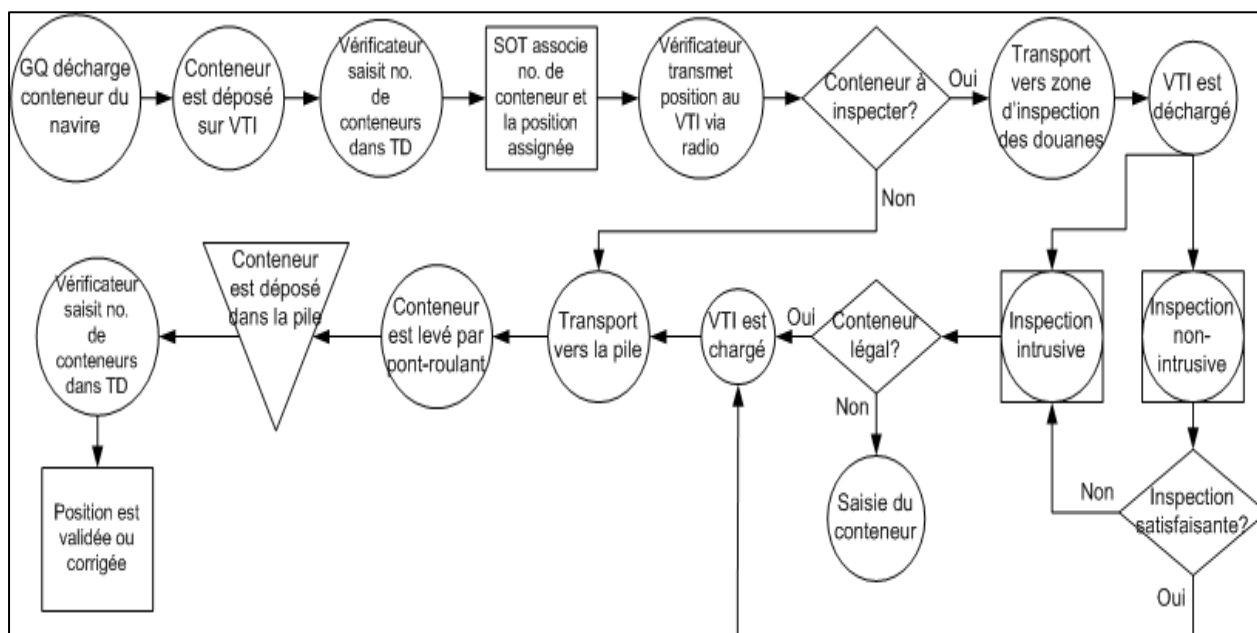 GQ décharge
conteneur du
navire
Conteneur
est déposé
sur VTI
Vérificateur
saisit no.
de
conteneurs
dans TD
SOT associe
no. de
conteneur et
la position
assignée
Vérificateur
transmet
position au
VTI via
radio
Conteneur à
inspecter?
Oui
Non
Transport
vers zone
d'inspection
des douanes
VTI est
déchargé
Inspection
non-
intrusive
Inspection
intrusive
Inspection
satisfaisante?
Non
Oui
Conteneur
légal?
Oui
Non
Saisie du
conteneur
VTI est
chargé
Transport
vers la pile
Conteneur
est levé par
pont-roulant
Conteneur
est déposé
dans la pile
Vérificateur
saisit no.
de
conteneurs
dans TD
Position est
validée ou
corrigée